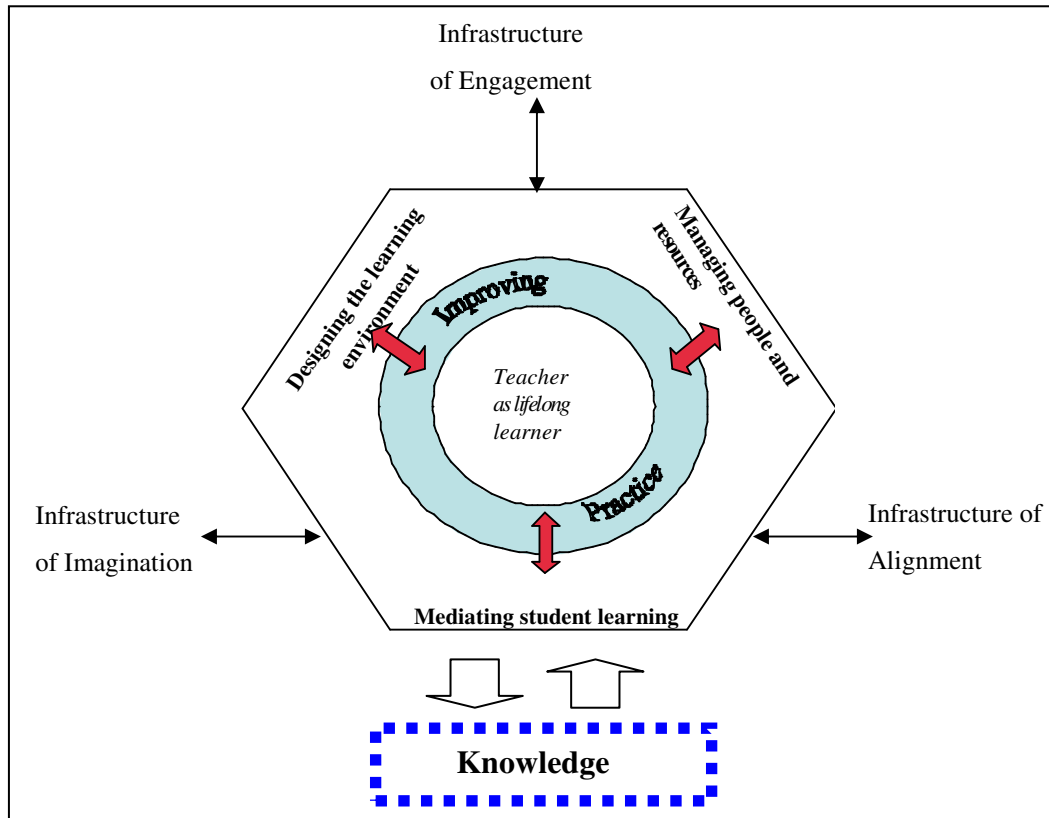 Infrastructure
of Engagement
Designing the learning
environment
Managing people and
resources
Improving
Teacher
as lifelong
learner
Practice
Infrastructure
of Imagination
Infrastructure of
Alignment
Mediating student learning
Knowledge